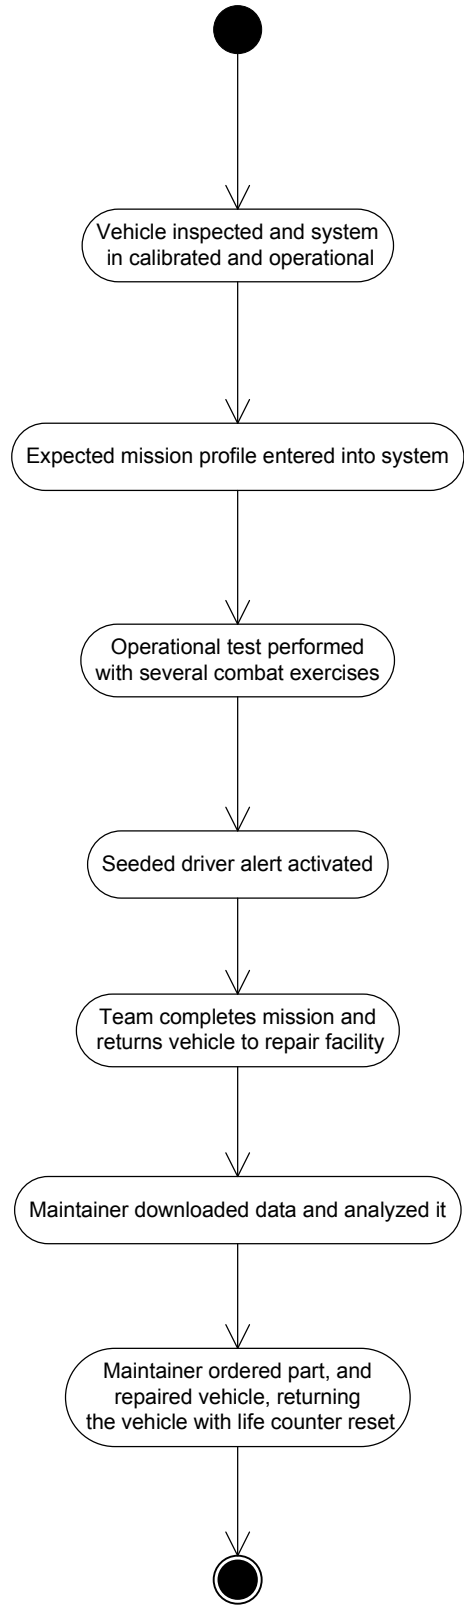 Vehicle inspected and system
in calibrated and operational
Expected mission profile entered into system
Operational test performed
with several combat exercises
Seeded driver alert activated
Team completes mission and
returns vehicle to repair facility
Maintainer downloaded data and analyzed it
Maintainer ordered part, and
repaired vehicle, returning
the vehicle with life counter reset